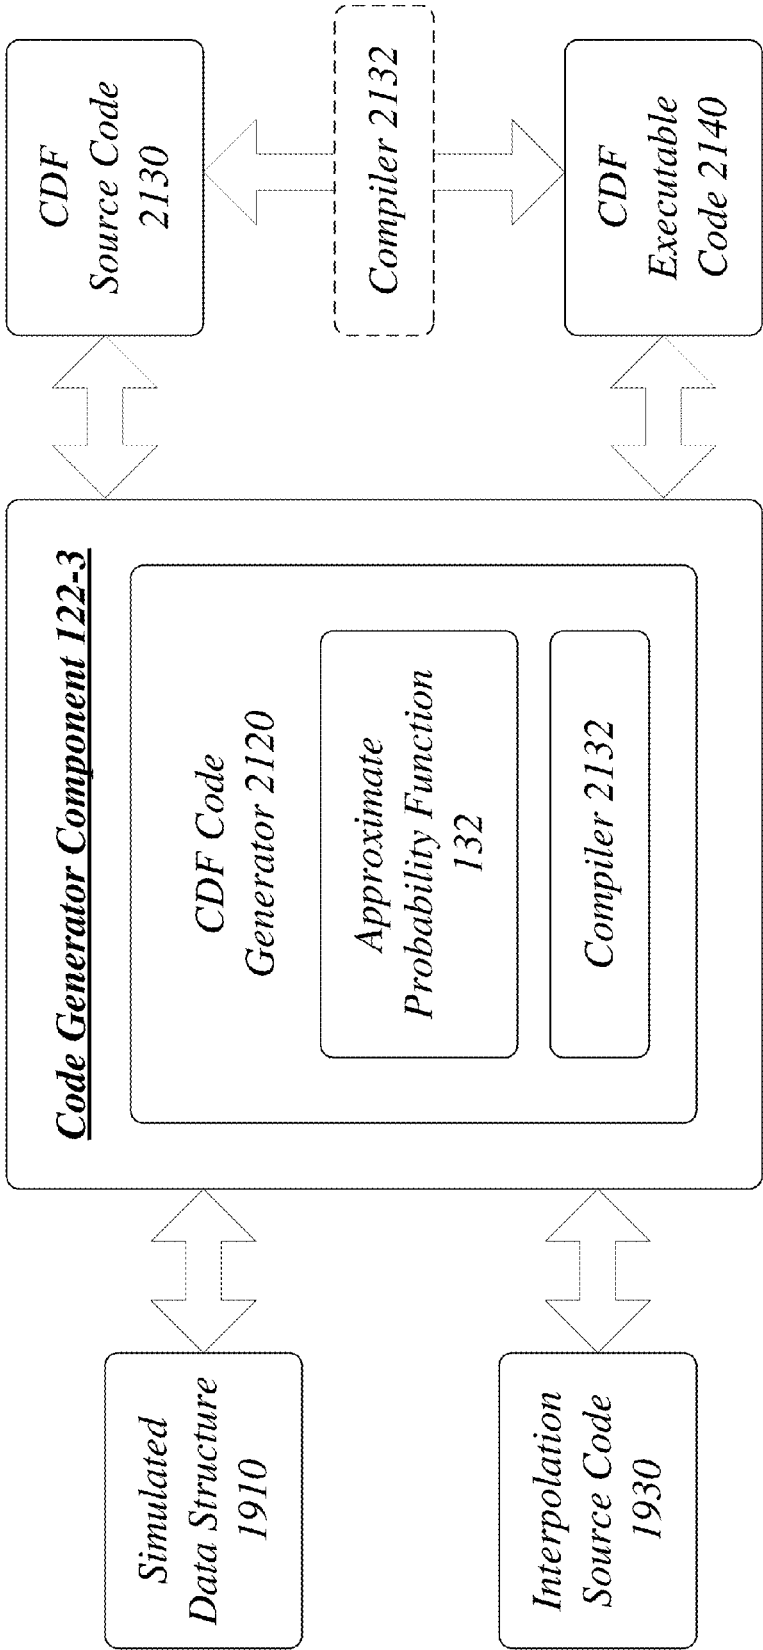 Simulated
Data Structure
1910
Interpolation
Source Code
1930
Code Generator Component 122-3
CDF Code
Generator 2120
Approximate
Probability Function
132
Compiler 2132
CDF
Source Code
2130
Compiler 2132
CDF
Executable
Code 2140